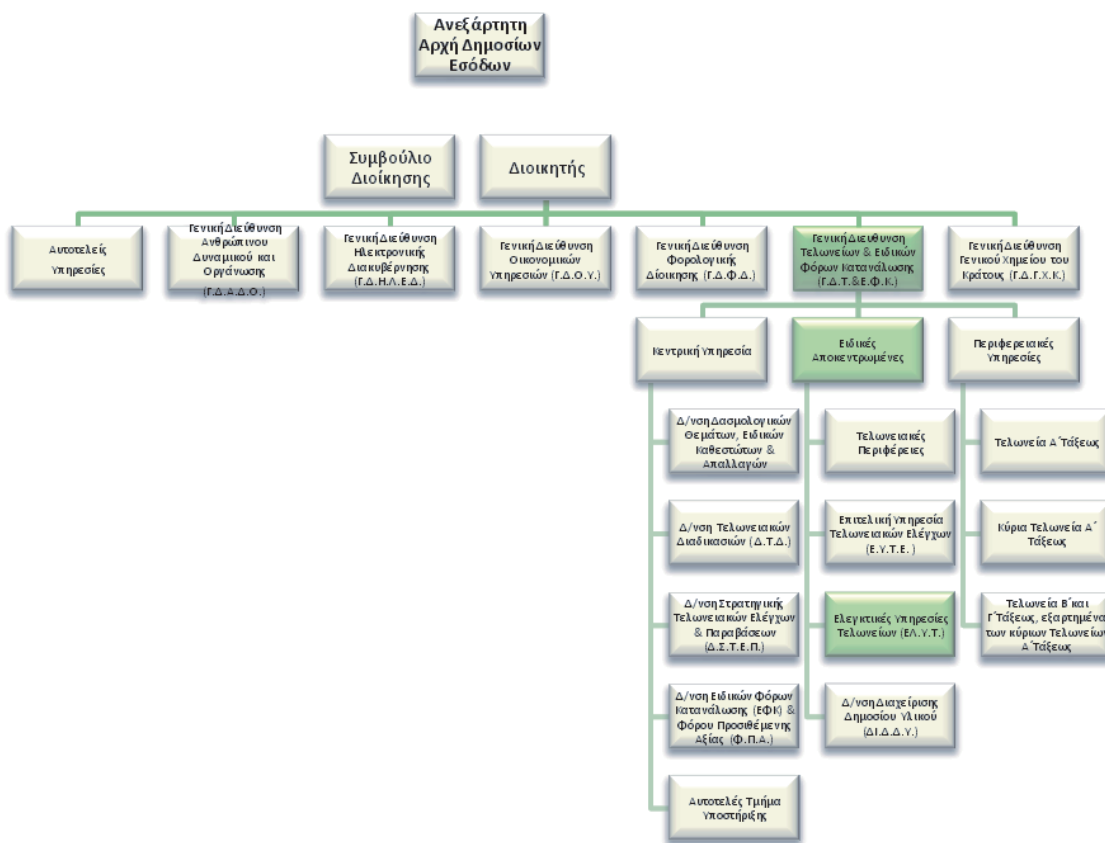 Ανεξάρτητη
Αρχή Δημοσίων
Εσόδων
Συμβούλιο
Διοίκησης
Διοικητής
Αυτοτελείς
Υπηρεσίες
Γενική Διεύθυνση
Ανθρώπινου
Δυναμικού και
Οργάνωσης
(Γ.Δ.Α.Δ.Ο.)
Γενική Διεύθυνση
Ηλεκτρονικής
Διακυβέρνησης
(Γ.Δ.Η.Λ.Ε.Δ.)
Γενική Διεύθυνση
Οικονομικών
Υπηρεσιών (Γ.Δ.Ο.Υ.)
Γενική Διεύθυνση
Φορολογικής
Δίοικησης (Γ.Δ.Φ.Δ.)
Γενική Διευθυνση
Τελωνείων & Ειδικών
Φόρων Κατανάλωσης
(Γ.Δ.Τ.&Ε.Φ.Κ.)
Γενική Διεύθυνση
Γενικού Χημείου του
Κράτους (Γ.Δ.Γ.Χ.Κ.)
Κεντρική Υπηρεσία
Ειδικές
Αποκεντρωμένες
Περιφερειακές
Υπηρεσίες
Δ/νση Δασμολογικών
Θεμάτων, Ειδικών
Καθεστώτων &
Απαλλαγών
Τελωνειακές
Περιφέρειες
Τελωνεία Α΄Τάξεως
Δ/νση Τελωνειακών
Διαδικασιών (Δ.Τ.Δ.)
Επιτελική Υπηρεσία
Τελωνειακών Ελέγχων
(Ε.Υ.Τ.Ε.)
Κύρια Τελωνεία Α΄
Τάξεως
Δ/νση Στρατηγικής
Τελωνειακών Ελέγχων
& Παραβάσεων
(Δ.Σ.Τ.Ε.Π.)
Ελεγκτικές Υπηρεσίες
Τελωνείων (ΕΛ.Υ.Τ.)
Τελωνεία Β΄και
Γ΄Τάξεως, εξαρτημένα
των κύριων Τελωνείων
Α΄Τάξεως
Δ/νση Ειδικών Φόρων
Κατανάλωσης (ΕΦΚ) &
Φόρου Προσιθέμενης
Αξίας (Φ.Π.Α.)
Δ/νση Διαχείρισης
Δημοσίου Υλικού
(ΔΙ.Δ.Δ.Υ.)
Αυτοτελές Τμήμα
Υποστήριξης